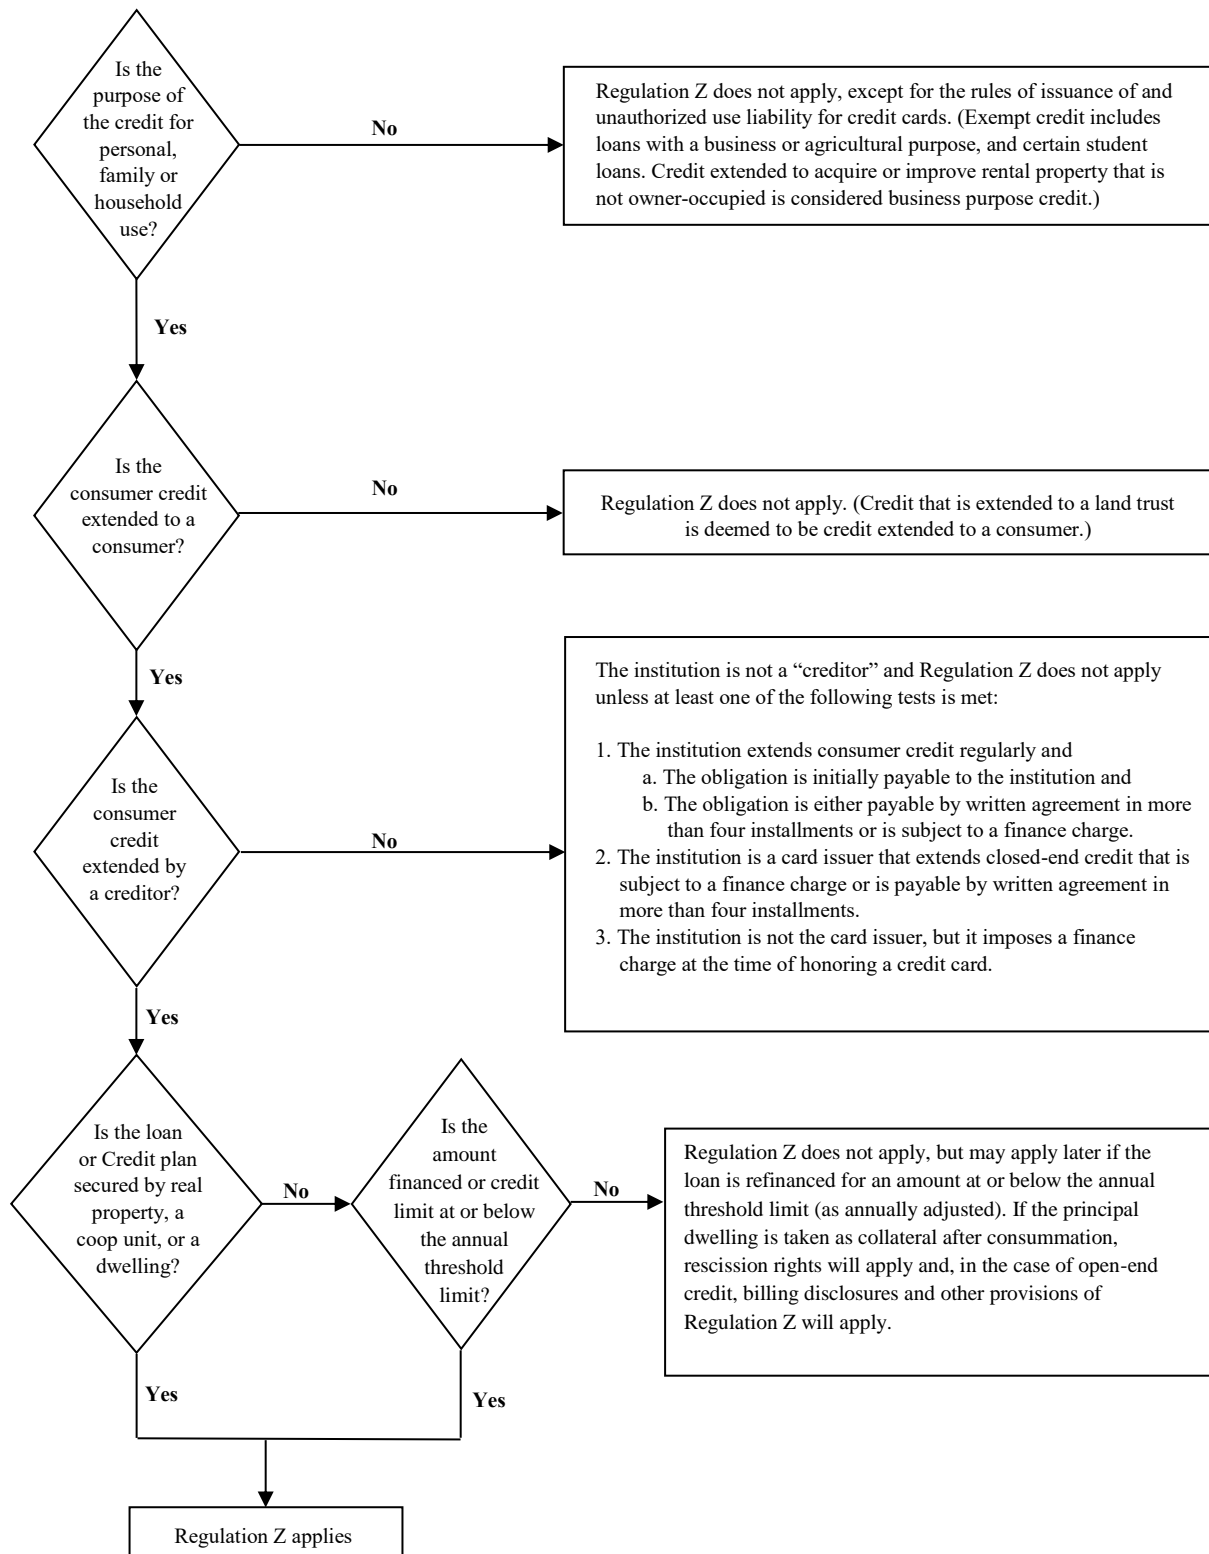 Is the
purpose of
the credit for
personal,
family or
household
use?
No
Regulation Z does not apply, except for the rules of issuance of and
unauthorized use liability for credit cards. (Exempt credit includes
loans with a business or agricultural purpose, and certain student
loans. Credit extended to acquire or improve rental property that is
not owner-occupied is considered business purpose credit.)
Yes
Is the
consumer credit
extended to a
consumer?
No
Regulation Z does not apply. (Credit that is extended to a land trust
is deemed to be credit extended to a consumer.)
Yes
Is the
consumer
credit
extended by
a creditor?
No
The institution is not a “creditor” and Regulation Z does not apply
unless at least one of the following tests is met:
1. The institution extends consumer credit regularly and
a. The obligation is initially payable to the institution and
b. The obligation is either payable by written agreement in more
than four installments or is subject to a finance charge.
2. The institution is a card issuer that extends closed-end credit that is
subject to a finance charge or is payable by written agreement in
more than four installments.
3. The institution is not the card issuer, but it imposes a finance
charge at the time of honoring a credit card.
Yes
Is the loan
or Credit plan
secured by real
property, a
coop unit, or a
dwelling?
No
Is the
amount
financed or credit
limit at or below
the annual
threshold
limit?
No
Regulation Z does not apply, but may apply later if the
loan is refinanced for an amount at or below the annual
threshold limit (as annually adjusted). If the principal
dwelling is taken as collateral after consummation,
rescission rights will apply and, in the case of open-end
credit, billing disclosures and other provisions of
Regulation Z will apply.
Yes
Yes
Regulation Z applies